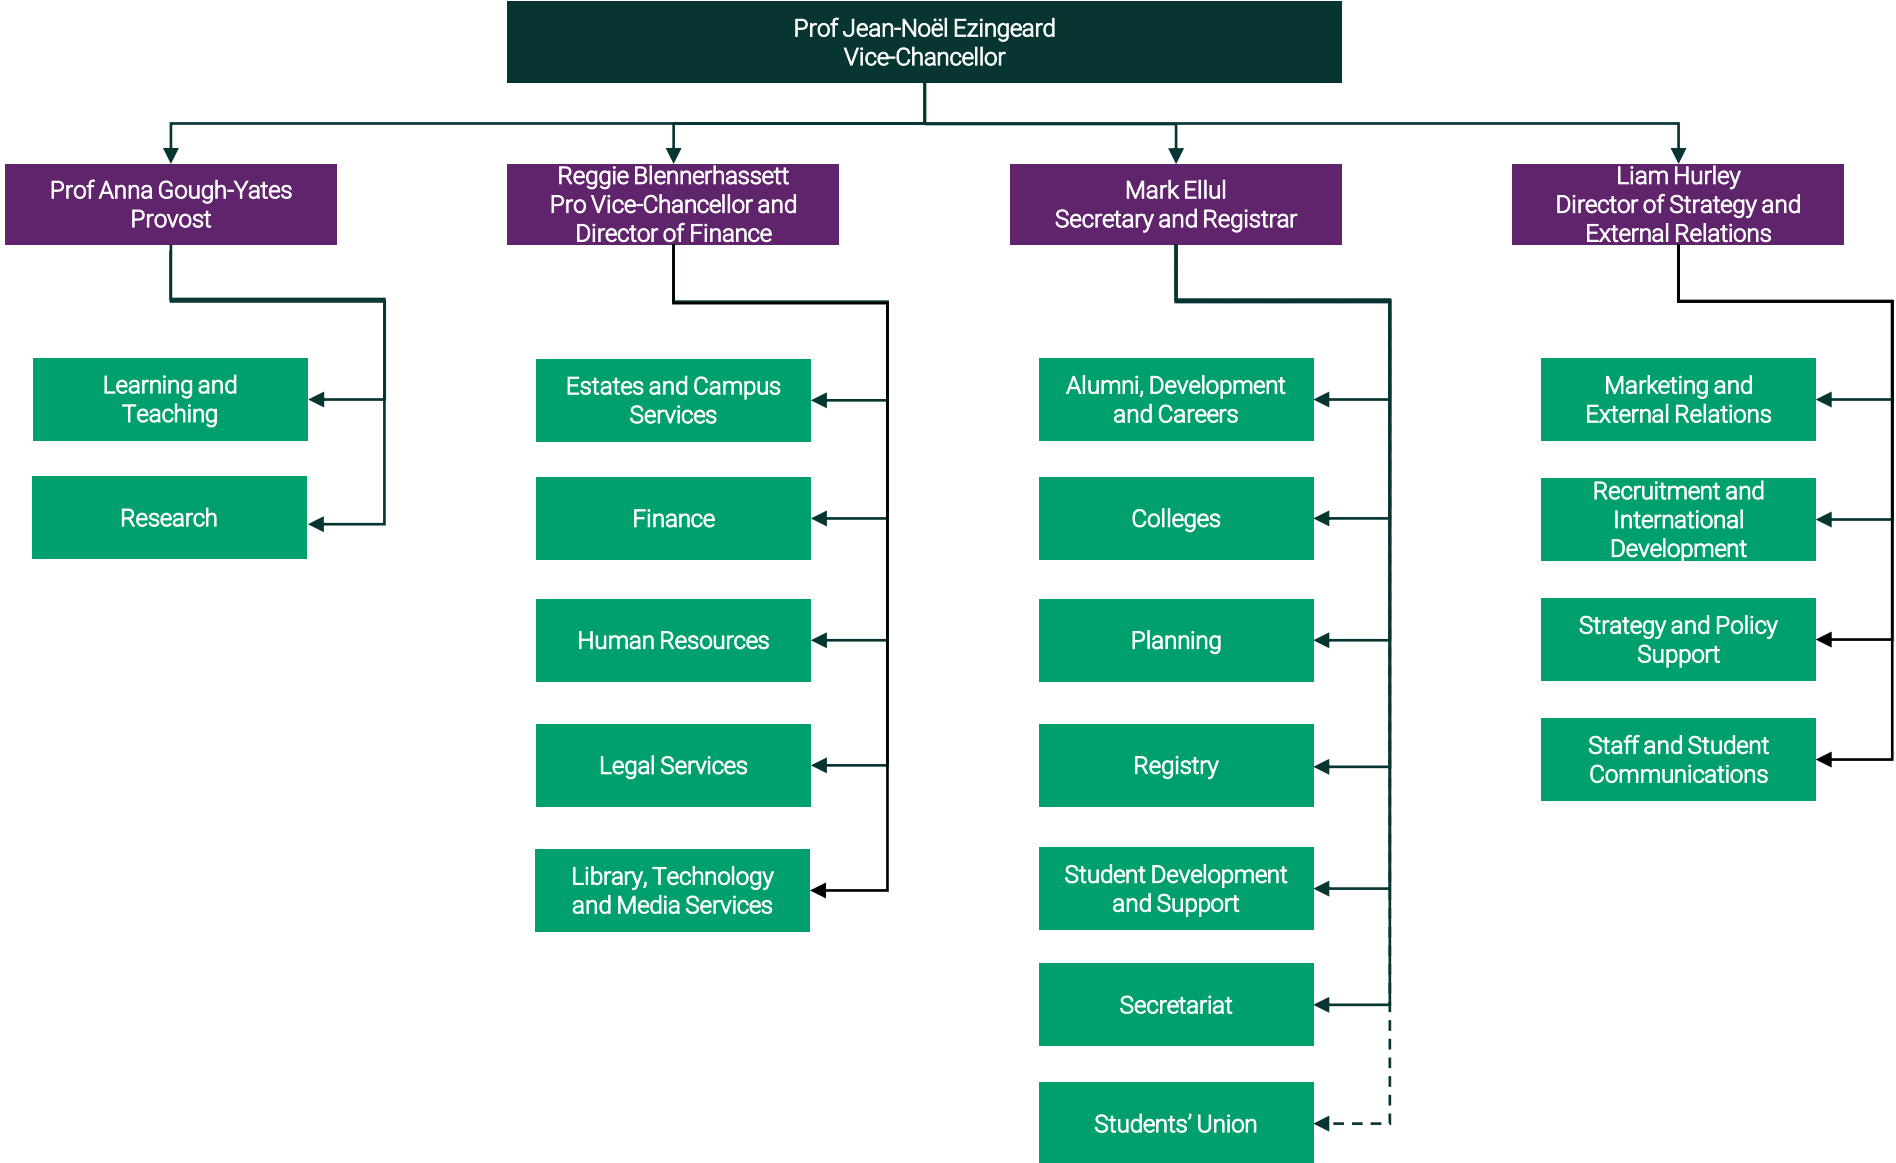 Prof Jean-Noël Ezingeard
Vice-Chancellor
Prof Anna Gough-Yates
Provost
Reggie Blennerhassett
Pro Vice-Chancellor and
Director of Finance
Mark Ellul
Secretary and Registrar
Liam Hurley
Director of Strategy and
External Relations
Learning and
Teaching
Research
Estates and Campus
Services
Finance
Human Resources
Legal Services
Library, Technology
and Media Services
Alumni, Development
and Careers
Colleges
Planning
Registry
Student Development
and Support
Secretariat
Students’ Union
Marketing and
External Relations
Recruitment and
International
Development
Strategy and Policy
Support
Staff and Student
Communications